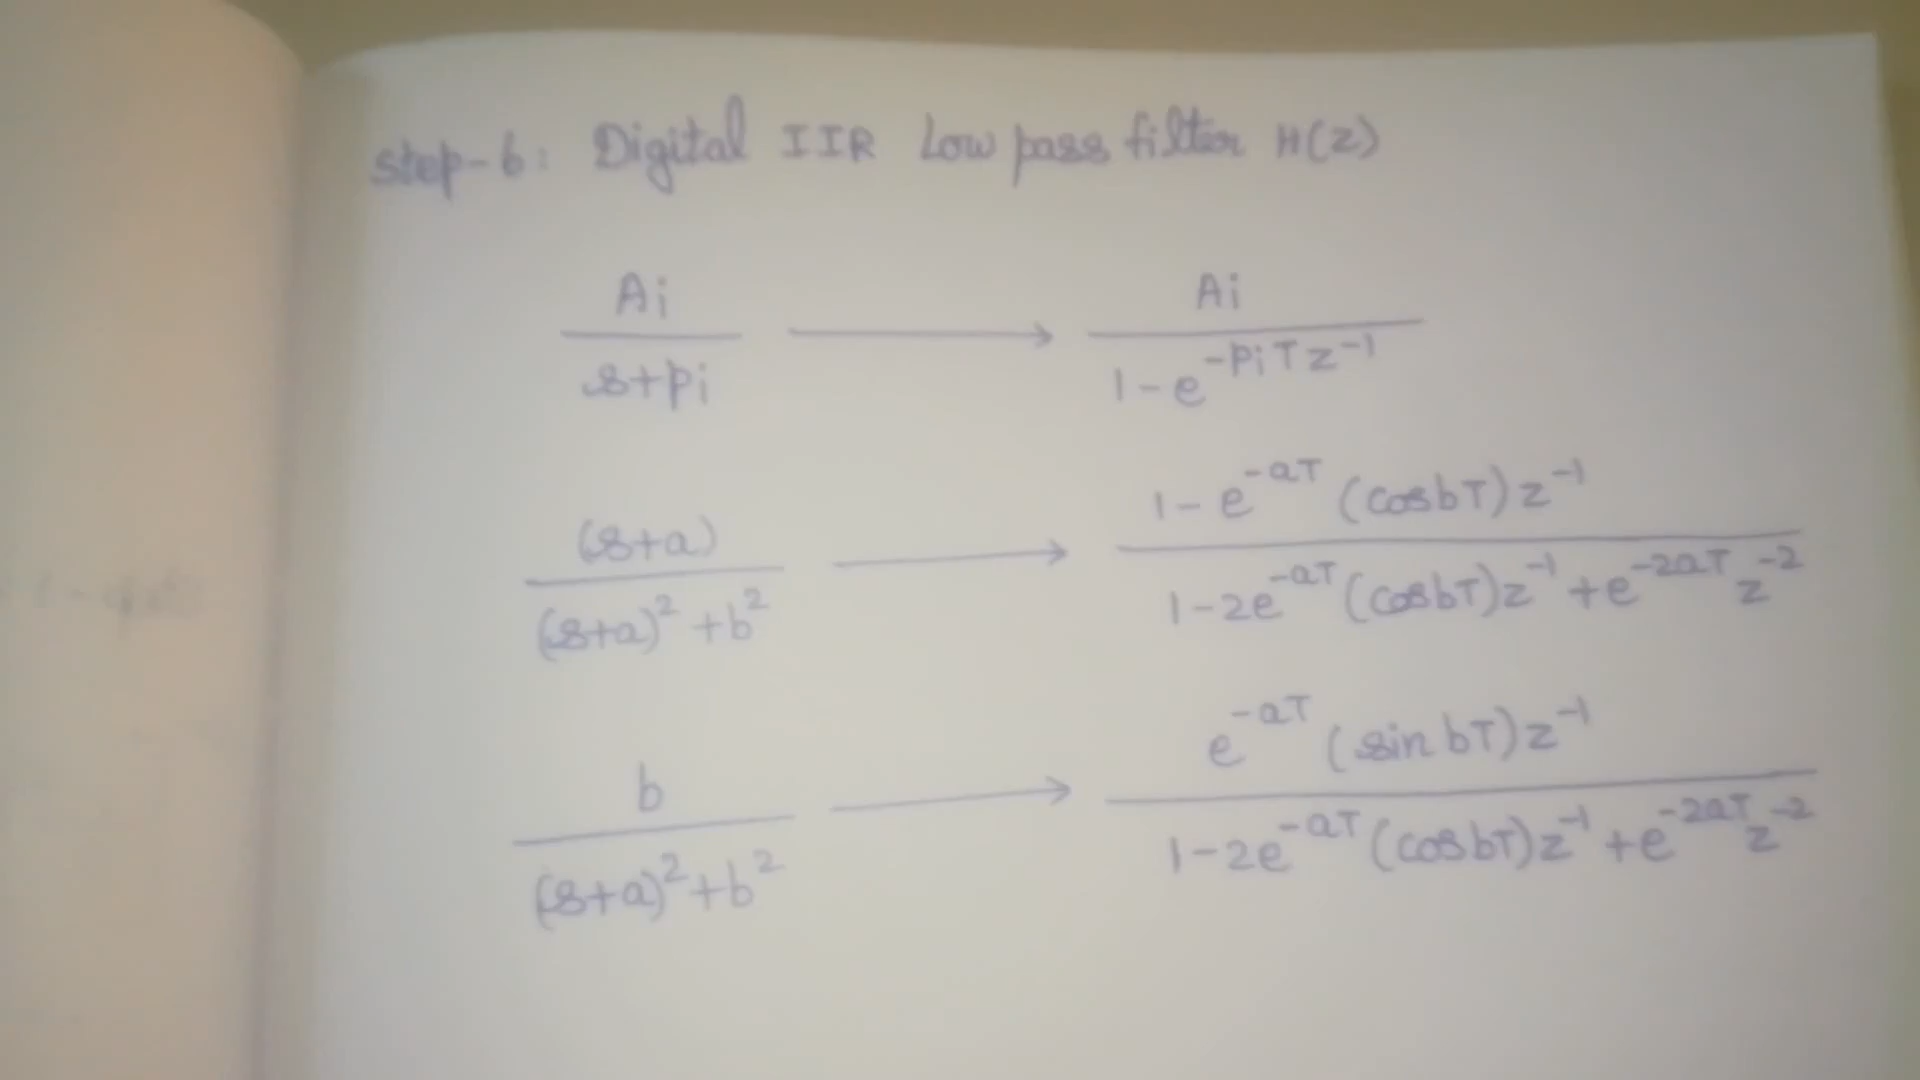 step-6: Digital IIR Low pass filter H(z)
Ai / s+pi → Ai / 1-e^-piT z^-1
(s+a) / (s+a)^2 + b^2 → 1-e^-aT (cosbT) z^-1 / 1-2e^-aT (cosbT) z^-1 + e^-2aT z^-2
b / (s+a)^2 + b^2 → e^-aT (sin bT) z^-1 / 1-2e^-aT (cosbT) z^-1 + e^-2aT z^-2